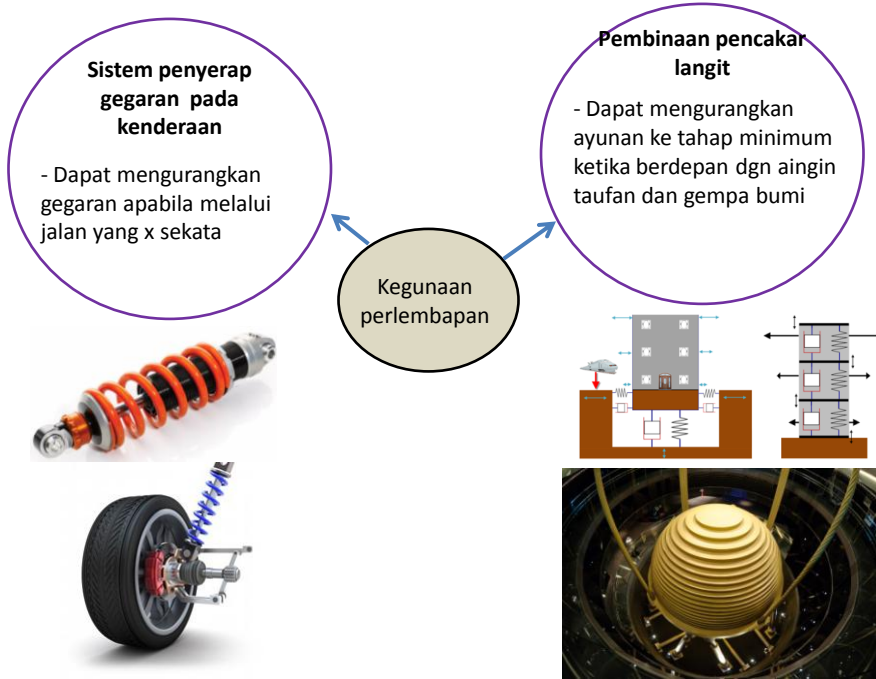 Sistem penyerap
gegaran pada
kenderaan
- Dapat mengurangkan
gegaran apabila melalui
jalan yang x sekata
Pembinaan pencakar
langit
- Dapat mengurangkan
ayunan ke tahap minimum
ketika berdepan dgn aingin
taufan dan gempa bumi
Kegunaan
perlembapan